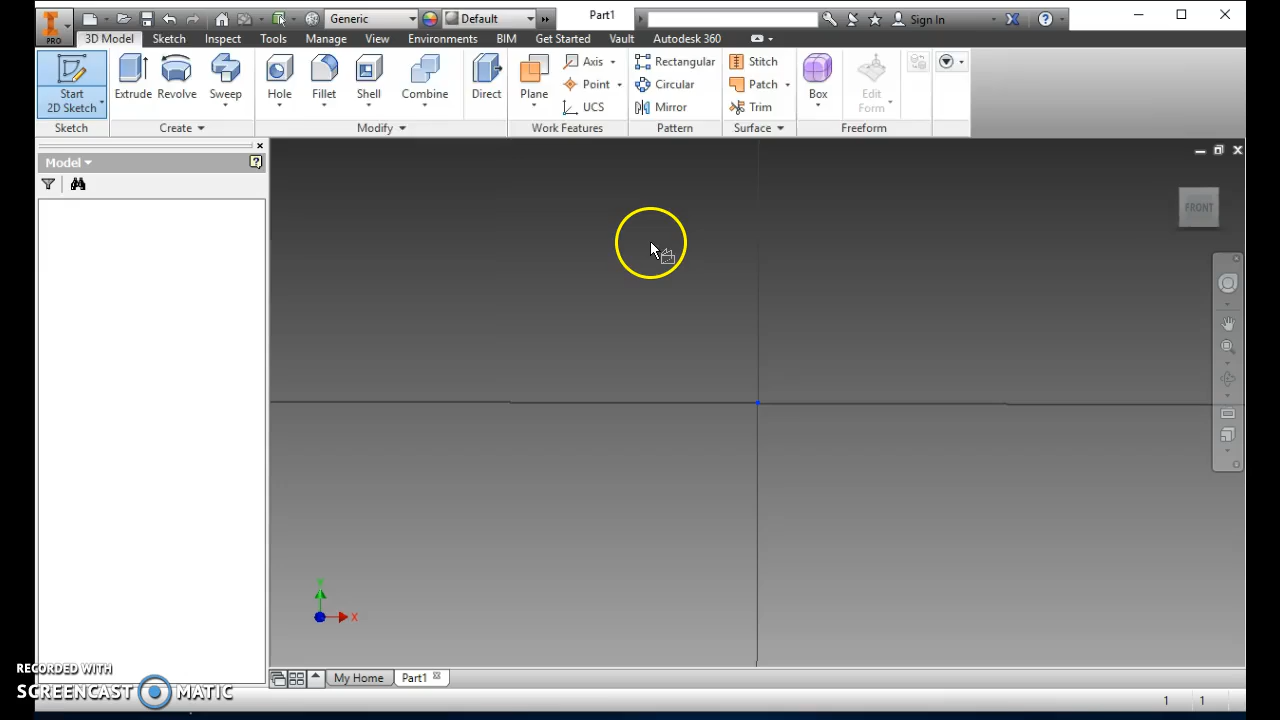 PRO
Generic
Default
Part1
Sign In
3D Model
Sketch
Inspect
Tools
Manage
View
Environments
BIM
Get Started
Vault
Autodesk 360
Start
2D Sketch
Extrude
Revolve
Sweep
Hole
Fillet
Shell
Combine
Direct
Plane
Axis
Point
UCS
Rectangular
Circular
Mirror
Stitch
Patch
Trim
Box
Edit
Form
Sketch
Create
Modify
Work Features
Pattern
Surface
Freeform
Model
FRONT
X
My Home
Part1
RECORDED WITH
SCREENCAST MATIC
1 1